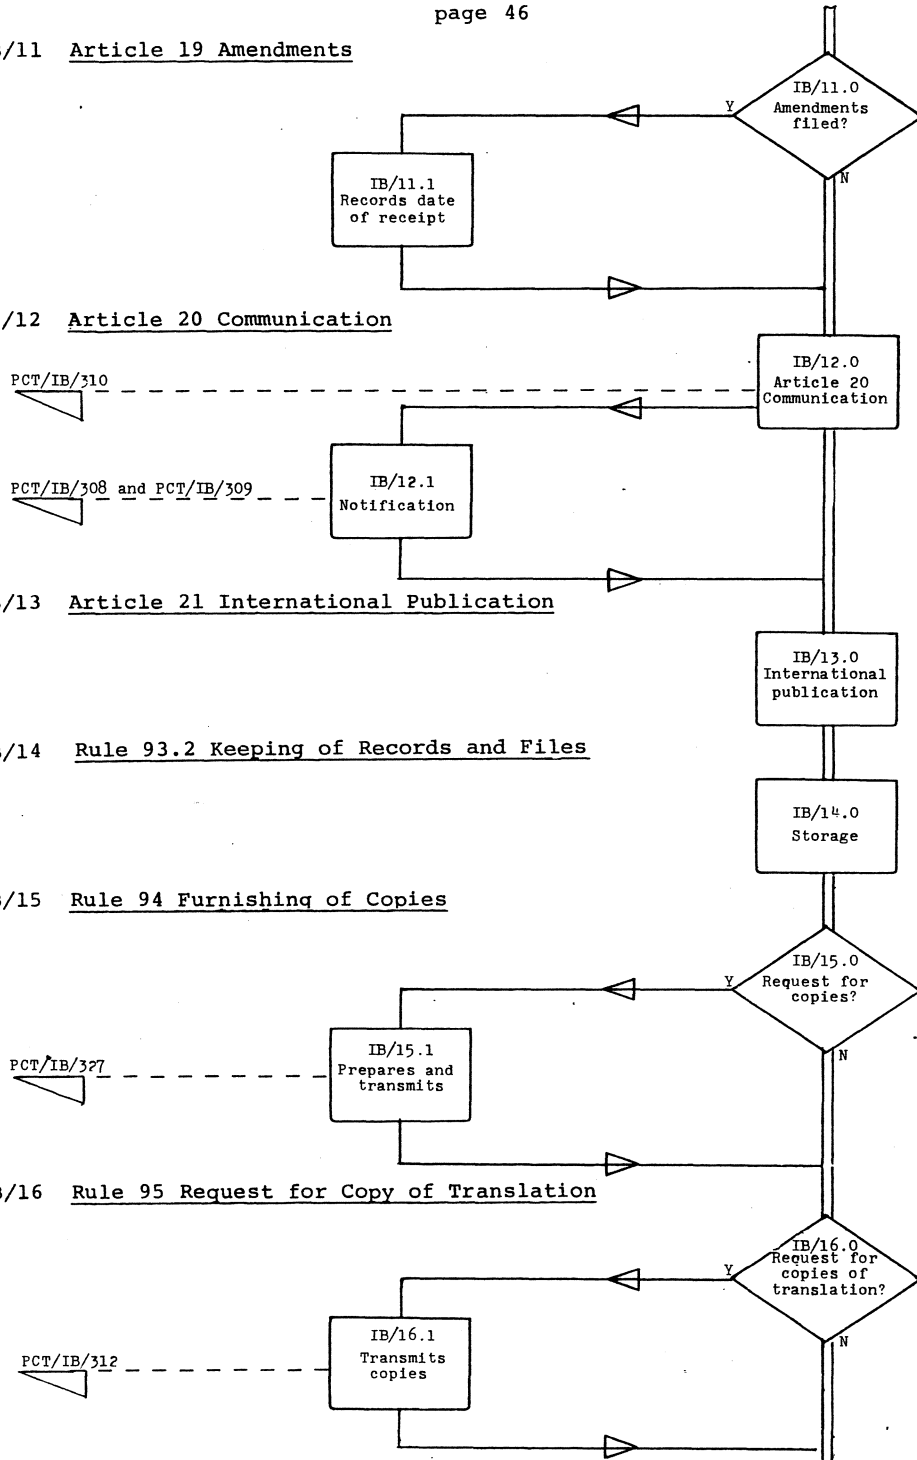 page 46
/11 Article 19 Amendments
IB/11.0
Amendments
filed?
Y
N
IB/11.1
Records date
of receipt
/12 Article 20 Communication
IB/12.0
Article 20
Communication
PCT/IB/310
IB/12.1
Notification
PCT/IB/308 and PCT/IB/309
/13 Article 21 International Publication
IB/13.0
International
publication
/14 Rule 93.2 Keeping of Records and Files
IB/14.0
Storage
/15 Rule 94 Furnishing of Copies
IB/15.0
Request for
copies?
Y
N
IB/15.1
Prepares and
transmits
PCT/IB/327
B/16 Rule 95 Request for Copy of Translation
IB/16.0
Request for
copies of
translation?
Y
N
IB/16.1
Transmits
copies
PCT/IB/312